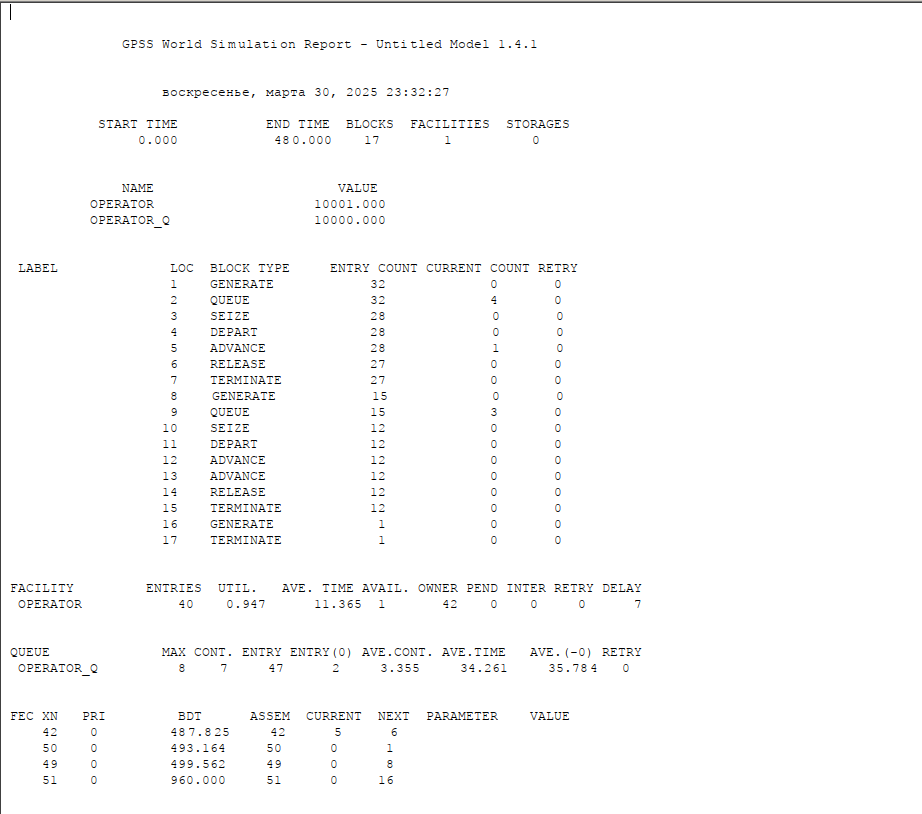 GPSS World Simulation Report - Untitled Model 1.4.1
воскресенье, марта 30, 2025 23:32:27
START TIME END TIME BLOCKS FACILITIES STORAGES
0.000 480.000 17 1 0
NAME VALUE
OPERATOR 10001.000
OPERATOR_Q 10000.000
LABEL LOC BLOCK TYPE ENTRY COUNT CURRENT COUNT RETRY
1 GENERATE 32 0 0
2 QUEUE 32 4 0
3 SEIZE 28 0 0
4 DEPART 28 0 0
5 ADVANCE 28 1 0
6 RELEASE 27 0 0
7 TERMINATE 27 0 0
8 GENERATE 15 0 0
9 QUEUE 15 3 0
10 SEIZE 12 0 0
11 DEPART 12 0 0
12 ADVANCE 12 0 0
13 ADVANCE 12 0 0
14 RELEASE 12 0 0
15 TERMINATE 12 0 0
16 GENERATE 1 0 0
17 TERMINATE 1 0 0
FACILITY ENTRIES UTIL. AVE. TIME AVAIL. OWNER PEND INTER RETRY DELAY
OPERATOR 40 0.947 11.365 1 42 0 0 0 7
QUEUE MAX CONT. ENTRY ENTRY(0) AVE.CONT. AVE.TIME AVE.(-0) RETRY
OPERATOR_Q 8 7 47 2 3.355 34.261 35.784 0
FEC XN PRI BDT ASSEM CURRENT NEXT PARAMETER VALUE
42 0 487.825 42 5 6
50 0 493.164 50 0 1
49 0 499.562 49 0 8
51 0 960.000 51 0 16